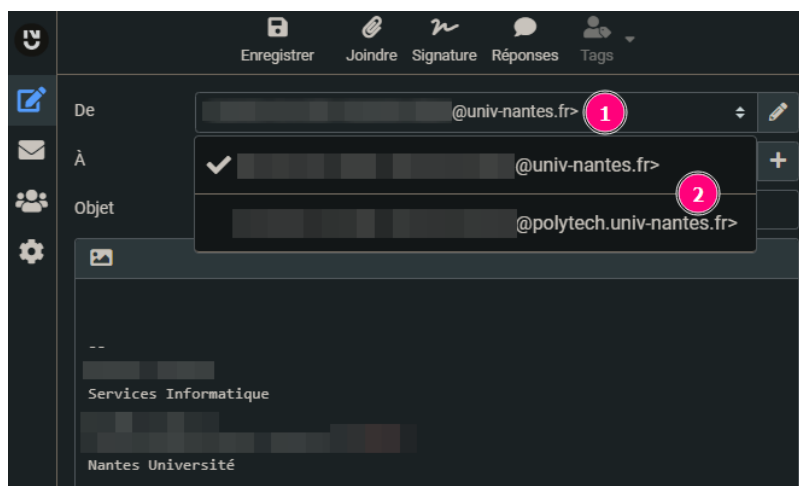 Enregistrer Joindre Signature Réponses Tags
De @univ-nantes.fr> 1
À @univ-nantes.fr>
2
Objet @polytech.univ-nantes.fr>
--
Services Informatique
Nantes Université